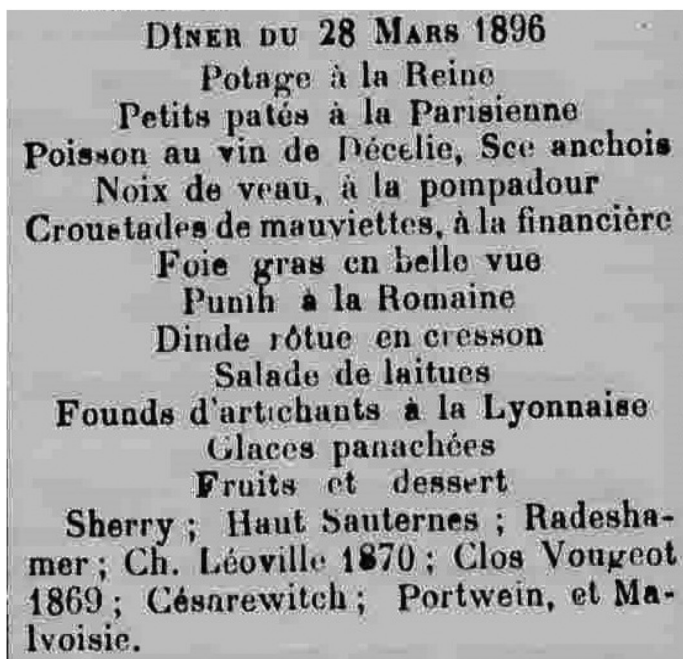 DÎNER DU 28 MARS 1896
Potage à la Reine
Petits patés à la Parisienne
Poisson au vin de Décélie, Sce anchois
Noix de veau, à la pompadour
Croustades de mauviettes, à la financière
Foie gras en belle vue
Punih à la Romaine
Dinde rôtue en cresson
Salade de laitues
Founds d'artichants à la Lyonnaise
Glaces panachées
Fruits et dessert
Sherry ; Haut Sauternes ; Radesha-
mer ; Ch. Léoville 1870 ; Clos Vougeot
1869 ; Césarewitch ; Portwein, et Ma-
lvoisie.